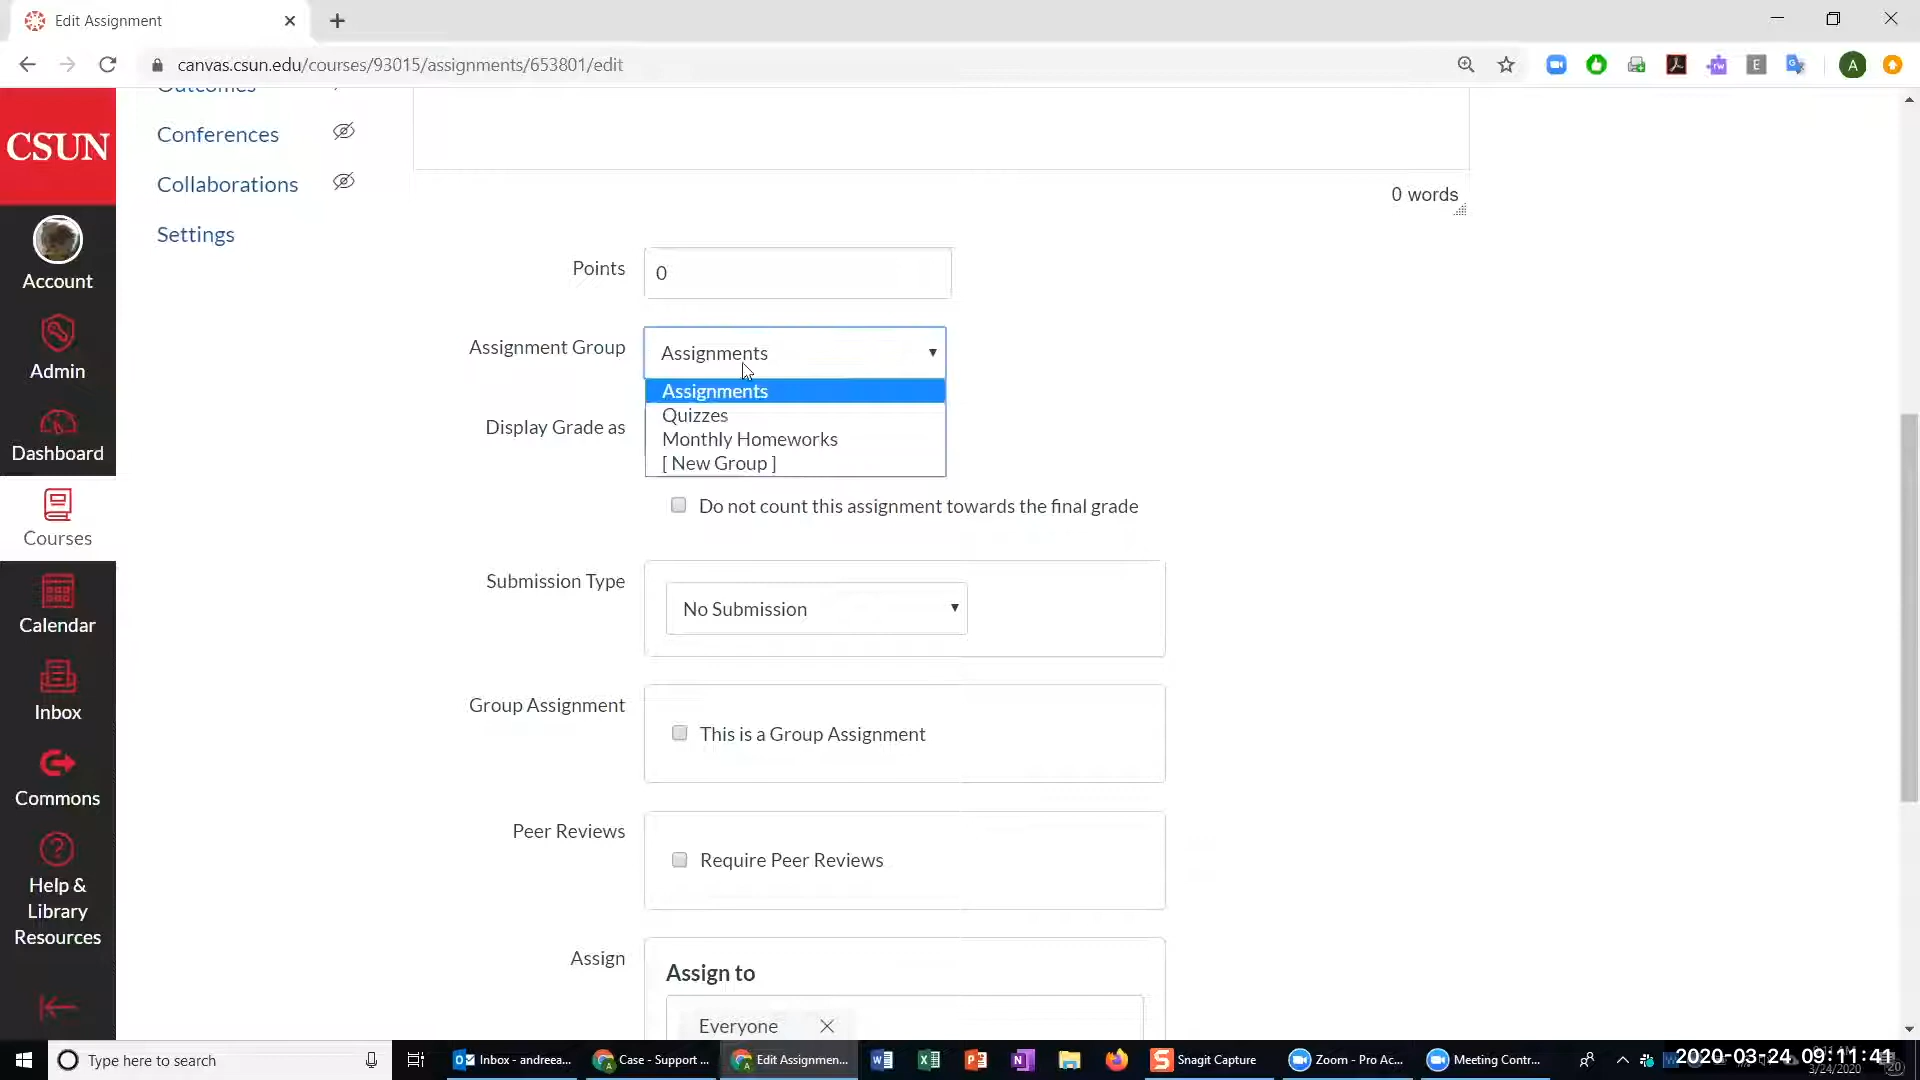 Edit Assignment
canvas.csun.edu/courses/93015/assignments/653801/edit
A
CSUN
Account
Admin
Dashboard
Courses
Calendar
Inbox
Commons
Help &
Library
Resources
Outcomes
Conferences
Collaborations
Settings
0 words
Points
0
Assignment Group
Assignments
Assignments
Quizzes
Monthly Homeworks
[ New Group ]
Display Grade as
Do not count this assignment towards the final grade
Submission Type
No Submission
Group Assignment
This is a Group Assignment
Peer Reviews
Require Peer Reviews
Assign
Assign to
Everyone
Type here to search
Inbox - andreea...
Case - Support ...
Edit Assignmen...
Snagit Capture
Zoom - Pro Ac...
Meeting Contr...
2020-03-24 09:11:41
3/24/2020